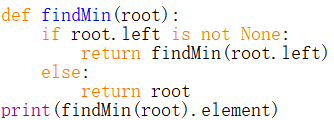 def findMin(root):
    if root.left is not None:
        return findMin(root.left)
    else:
        return root
print(findMin(root).element)